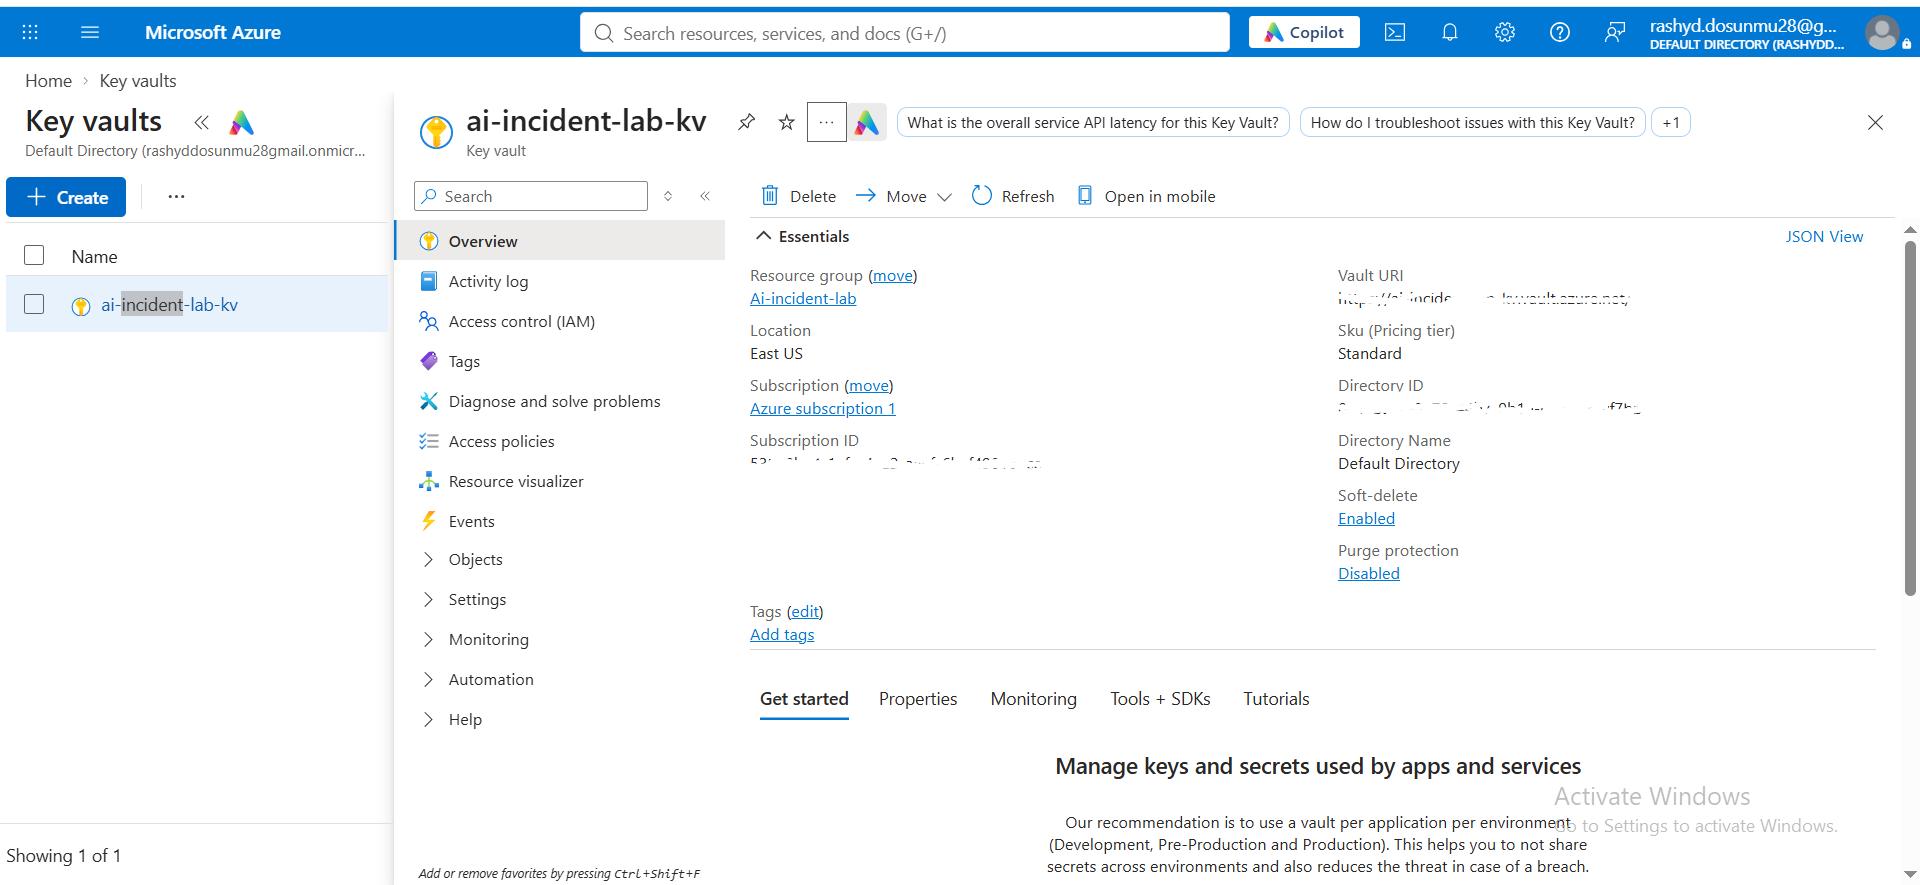 Microsoft Azure
Search resources, services, and docs (G+/)
Copilot
rashyd.dosunmu28@g...
DEFAULT DIRECTORY (RASHYDD...
Home > Key vaults
Key vaults
Default Directory (rashyddosunmu28gmail.onmicr...
Create
...
Name
ai-incident-lab-kv
Showing 1 of 1
ai-incident-lab-kv
Key vault
What is the overall service API latency for this Key Vault?
How do I troubleshoot issues with this Key Vault?
+1
Search
Overview
Activity log
Access control (IAM)
Tags
Diagnose and solve problems
Access policies
Resource visualizer
Events
Objects
Settings
Monitoring
Automation
Help
Add or remove favorites by pressing Ctrl+Shift+F
Delete
Move
Refresh
Open in mobile
Essentials
JSON View
Resource group (move)
Ai-incident-lab
Location
East US
Subscription (move)
Azure subscription 1
Subscription ID
Vault URI
Sku (Pricing tier)
Standard
Directory ID
Directory Name
Default Directory
Soft-delete
Enabled
Purge protection
Disabled
Tags (edit)
Add tags
Get started
Properties
Monitoring
Tools + SDKs
Tutorials
Manage keys and secrets used by apps and services
Our recommendation is to use a vault per application per environment
(Development, Pre-Production and Production). This helps you to not share
secrets across environments and also reduces the threat in case of a breach.
Activate Windows
Go to Settings to activate Windows.